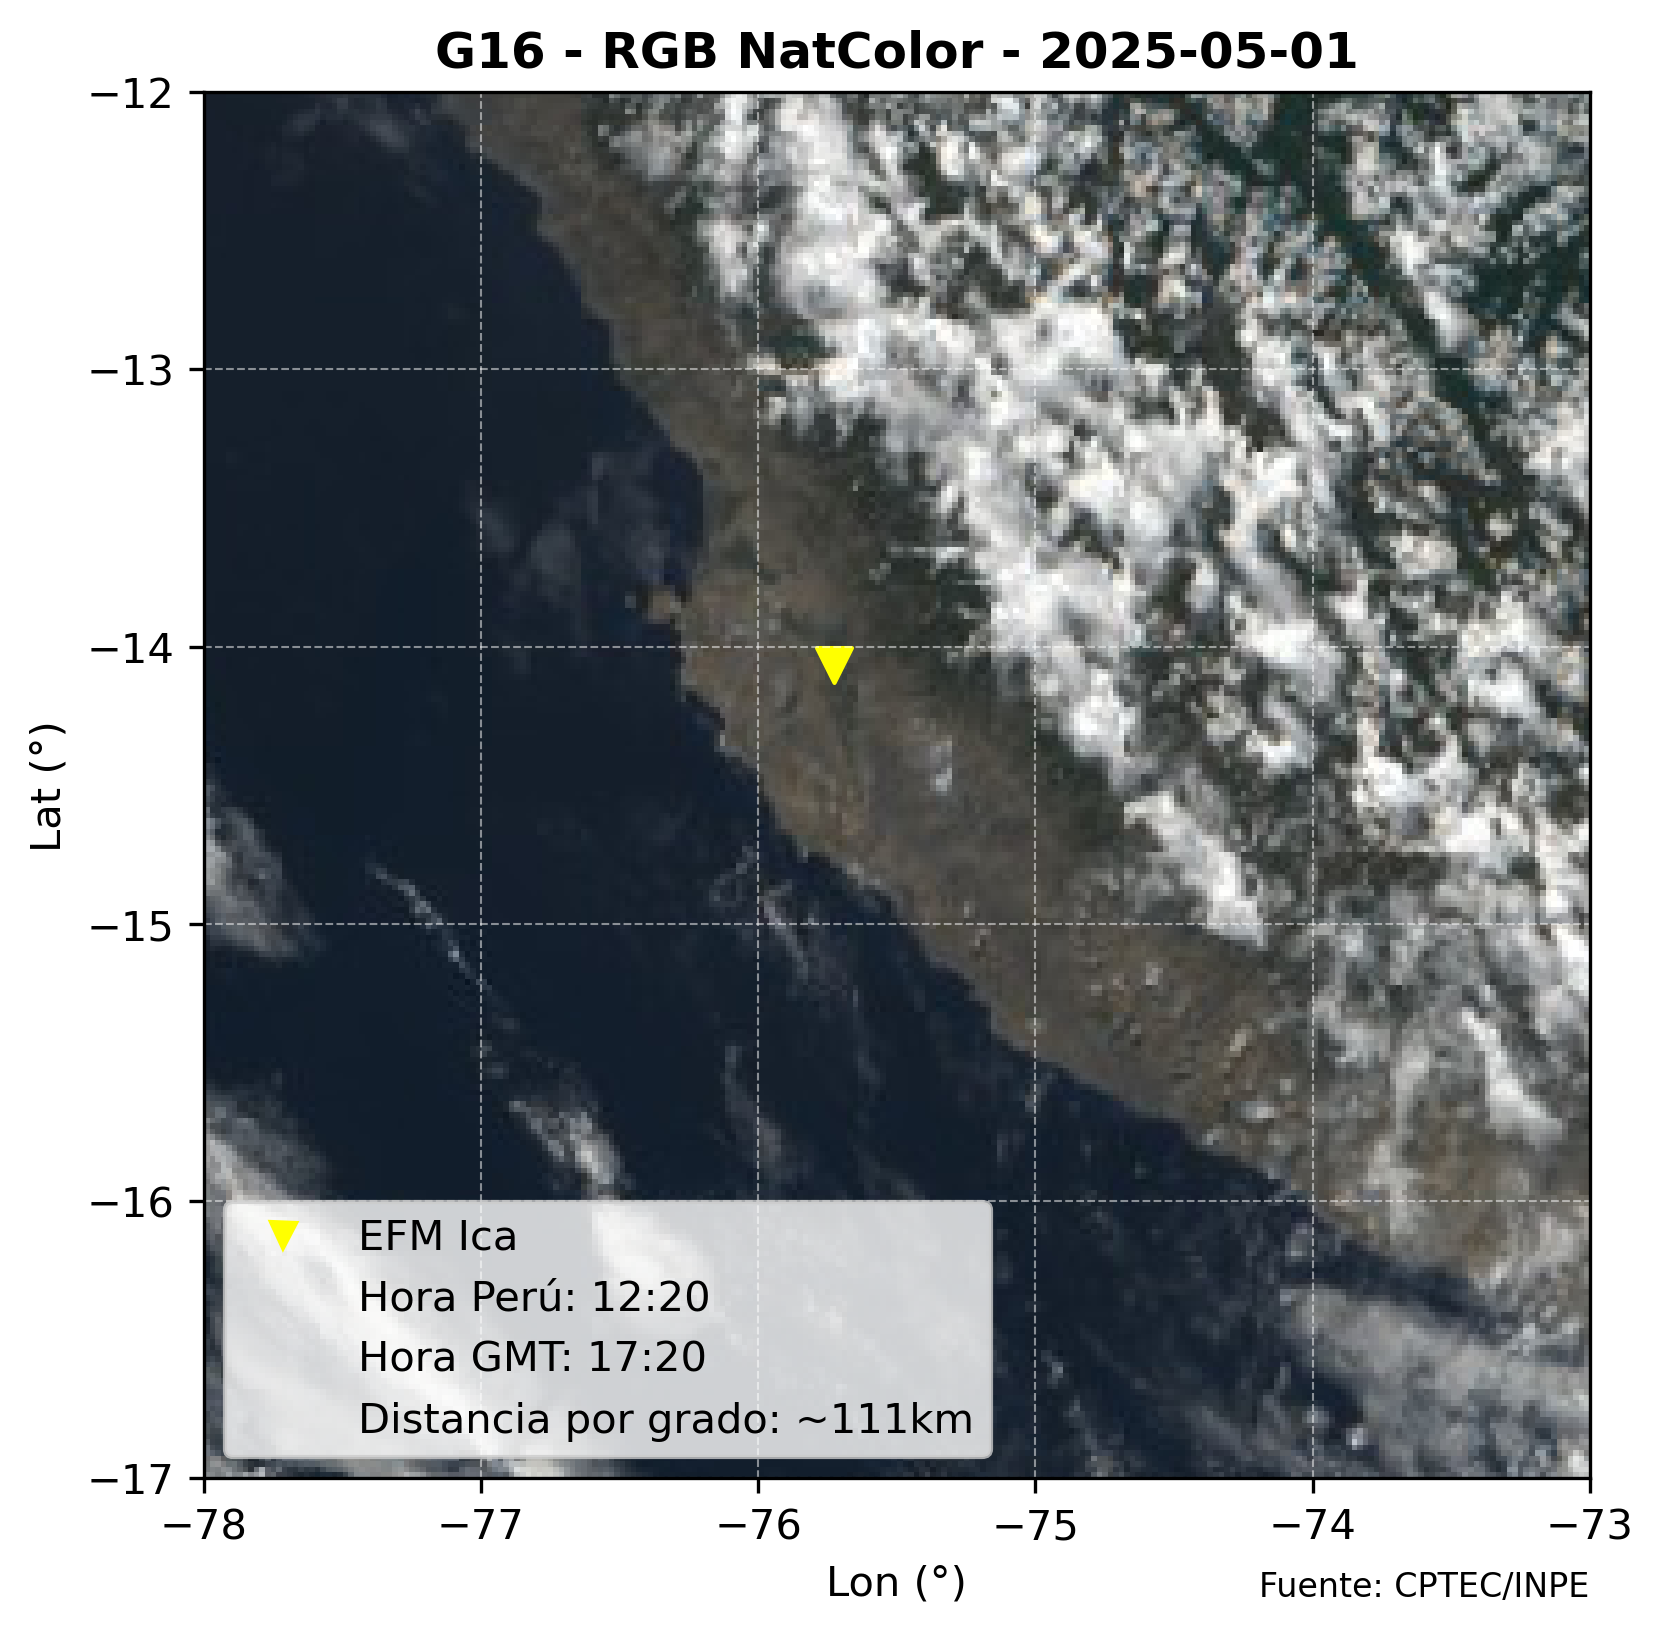 G16 - RGB NatColor - 2025-05-01
−12
−13
−14
−15
−16
−17
Lat (°)
EFM Ica
Hora Perú: 12:20
Hora GMT: 17:20
Distancia por grado: ~111km
−78
−77
−76
−75
−74
−73
Lon (°)
Fuente: CPTEC/INPE